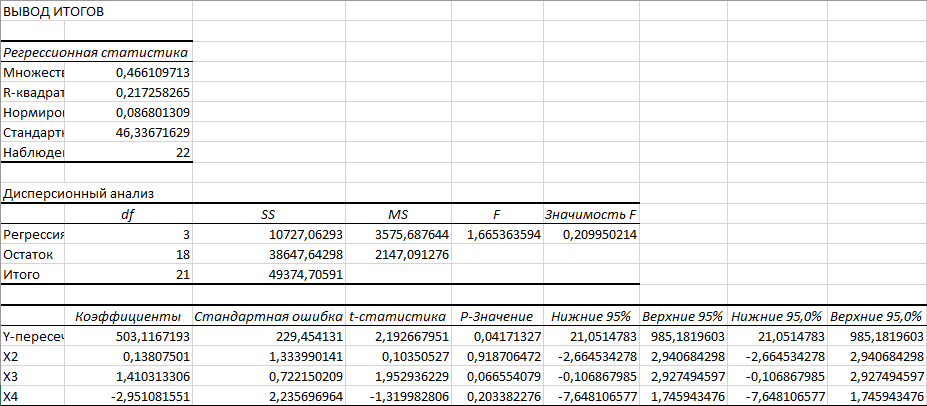 ВЫВОД ИТОГОВ
Регрессионная статистика
Множеств 0,466109713
R-квадрат 0,217258265
Нормиров 0,086801309
Стандартн 46,33671629
Наблюден 22
Дисперсионный анализ
df SS MS F Значимость F
Регрессия 3 10727,06293 3575,687644 1,665363594 0,209950214
Остаток 18 38647,64298 2147,091276
Итого 21 49374,70591
Коэффициенты Стандартная ошибка t-статистика P-Значение Нижние 95% Верхние 95% Нижние 95,0% Верхние 95,0%
Y-пересеч 503,1167193 229,454131 2,192667951 0,04171327 21,0514783 985,1819603 21,0514783 985,1819603
X2 0,13807501 1,333990141 0,10350527 0,918706472 -2,664534278 2,940684298 -2,664534278 2,940684298
X3 1,410313306 0,722150209 1,952936229 0,066554079 -0,106867985 2,927494597 -0,106867985 2,927494597
X4 -2,951081551 2,235696964 -1,319982806 0,203382276 -7,648106577 1,745943476 -7,648106577 1,745943476